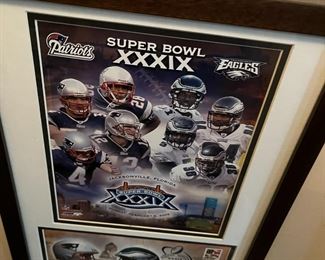 Patriots
SUPER BOWL
XXXIX
EAGLES
JACKSONVILLE, FLORIDA
SUPER BOWL
XXXIX